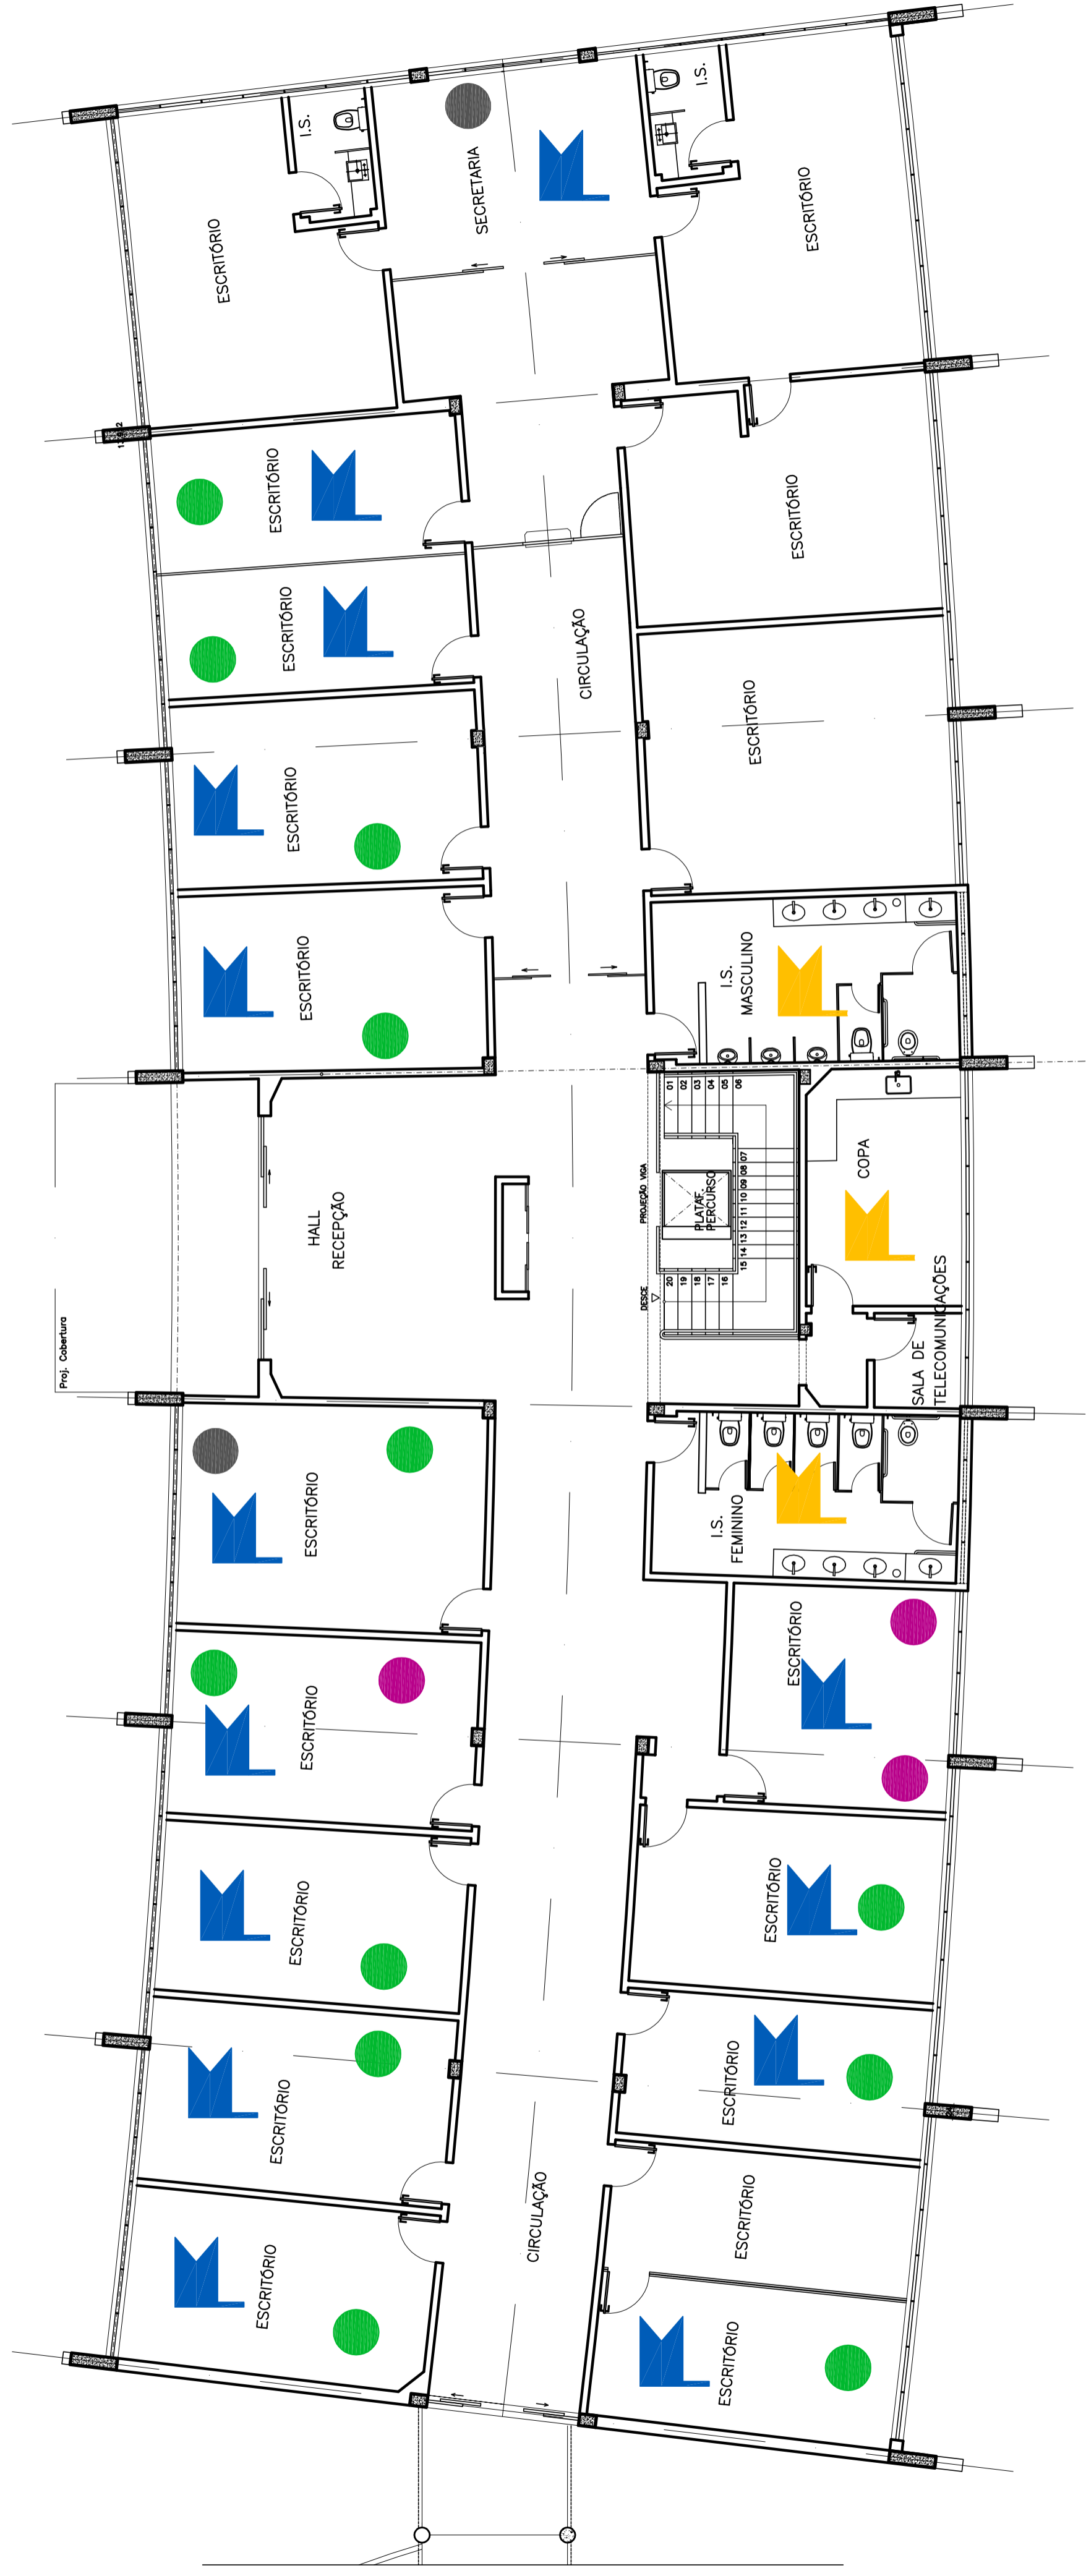 I.S.
I.S.
SECRETARIA
ESCRITÓRIO
ESCRITÓRIO
ESCRITÓRIO
ESCRITÓRIO
ESCRITÓRIO
CIRCULAÇÃO
ESCRITÓRIO
ESCRITÓRIO
ESCRITÓRIO
I.S.
MASCULINO
HALL
RECEPÇÃO
Proj. Cobertura
PROJEÇÃO VIGA
DESCE
PLATAF.
PERCURSO
01
02
03
04
05
06
07
08
09
10
11
12
13
14
15
16
17
18
19
20
COPA
SALA DE
TELECOMUNICAÇÕES
I.S.
FEMININO
ESCRITÓRIO
ESCRITÓRIO
ESCRITÓRIO
ESCRITÓRIO
ESCRITÓRIO
ESCRITÓRIO
ESCRITÓRIO
ESCRITÓRIO
CIRCULAÇÃO
ESCRITÓRIO
ESCRITÓRIO
ESCRITÓRIO